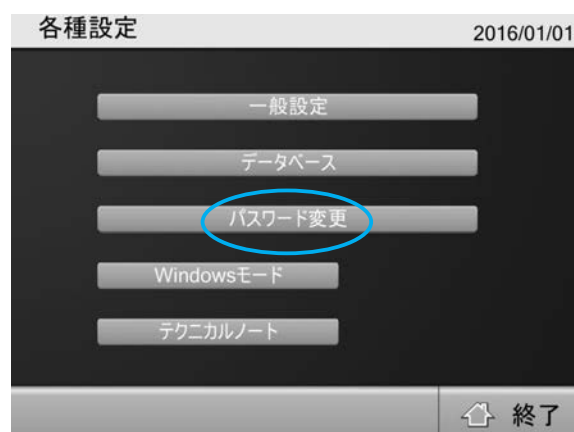 各種設定
2016/01/01
一般設定
データベース
パスワード変更
Windowsモード
テクニカルノート
終了